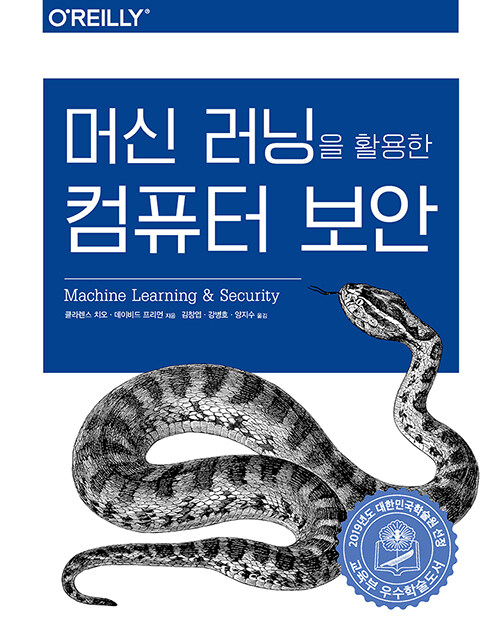 O'REILLY®
머신 러닝을 활용한
컴퓨터 보안
Machine Learning & Security
클라렌스 치오 · 데이비드 프리먼 지음 김창엽 · 강병호 · 양지수 옮김
2019년도 대한민국학술원 선정
교육부 우수학술도서